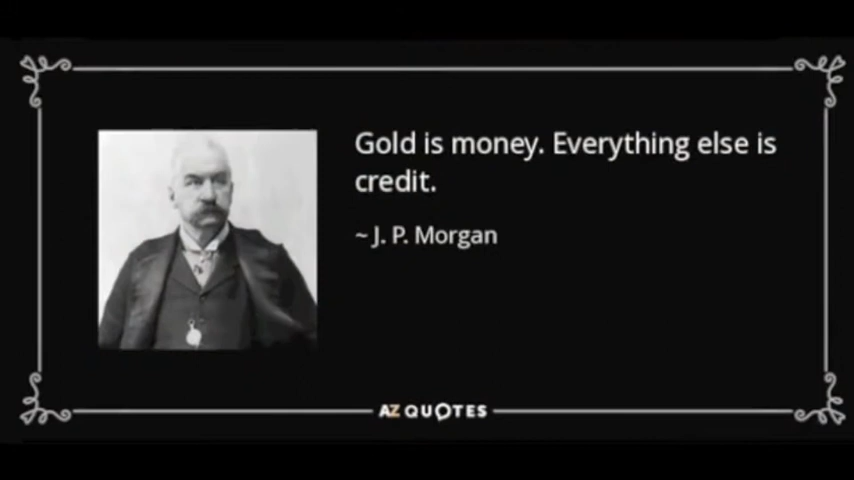 Gold is money. Everything else is
credit.
~ J. P. Morgan
AZ QUOTES